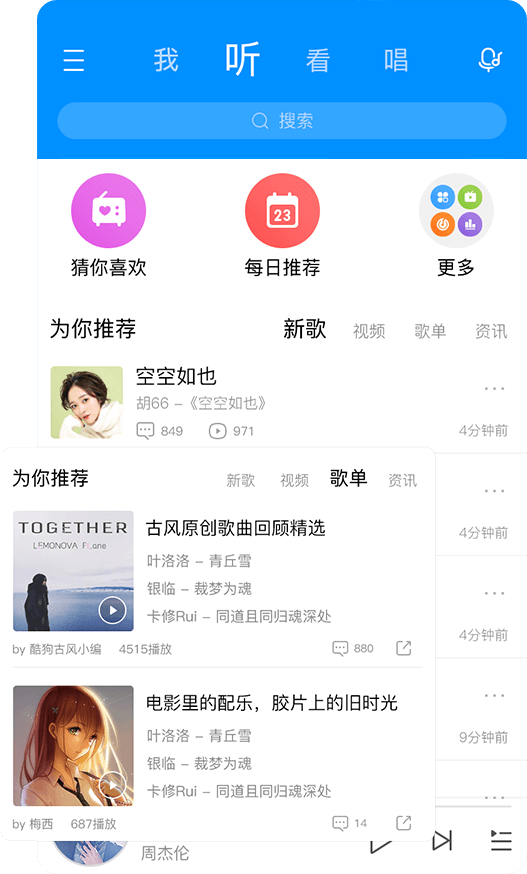 我 听 看 唱
搜索
23
猜你喜欢 每日推荐 更多
为你推荐 新歌 视频 歌单 资讯
空空如也
胡66 -《空空如也》
849 971 4分钟前
为你推荐 新歌 视频 歌单 资讯
4分钟前
TOGETHER
LEMONOVA
古风原创歌曲回顾精选
叶洛洛 - 青丘雪
银临 - 裁梦为魂
卡修Rui - 同道且同归魂深处
4分钟前
by 酷狗古风小编 4515播放 880
电影里的配乐，胶片上的旧时光
叶洛洛 - 青丘雪
9分钟前
银临 - 裁梦为魂
卡修Rui - 同道且同归魂深处
by 梅西 687播放 14
周杰伦